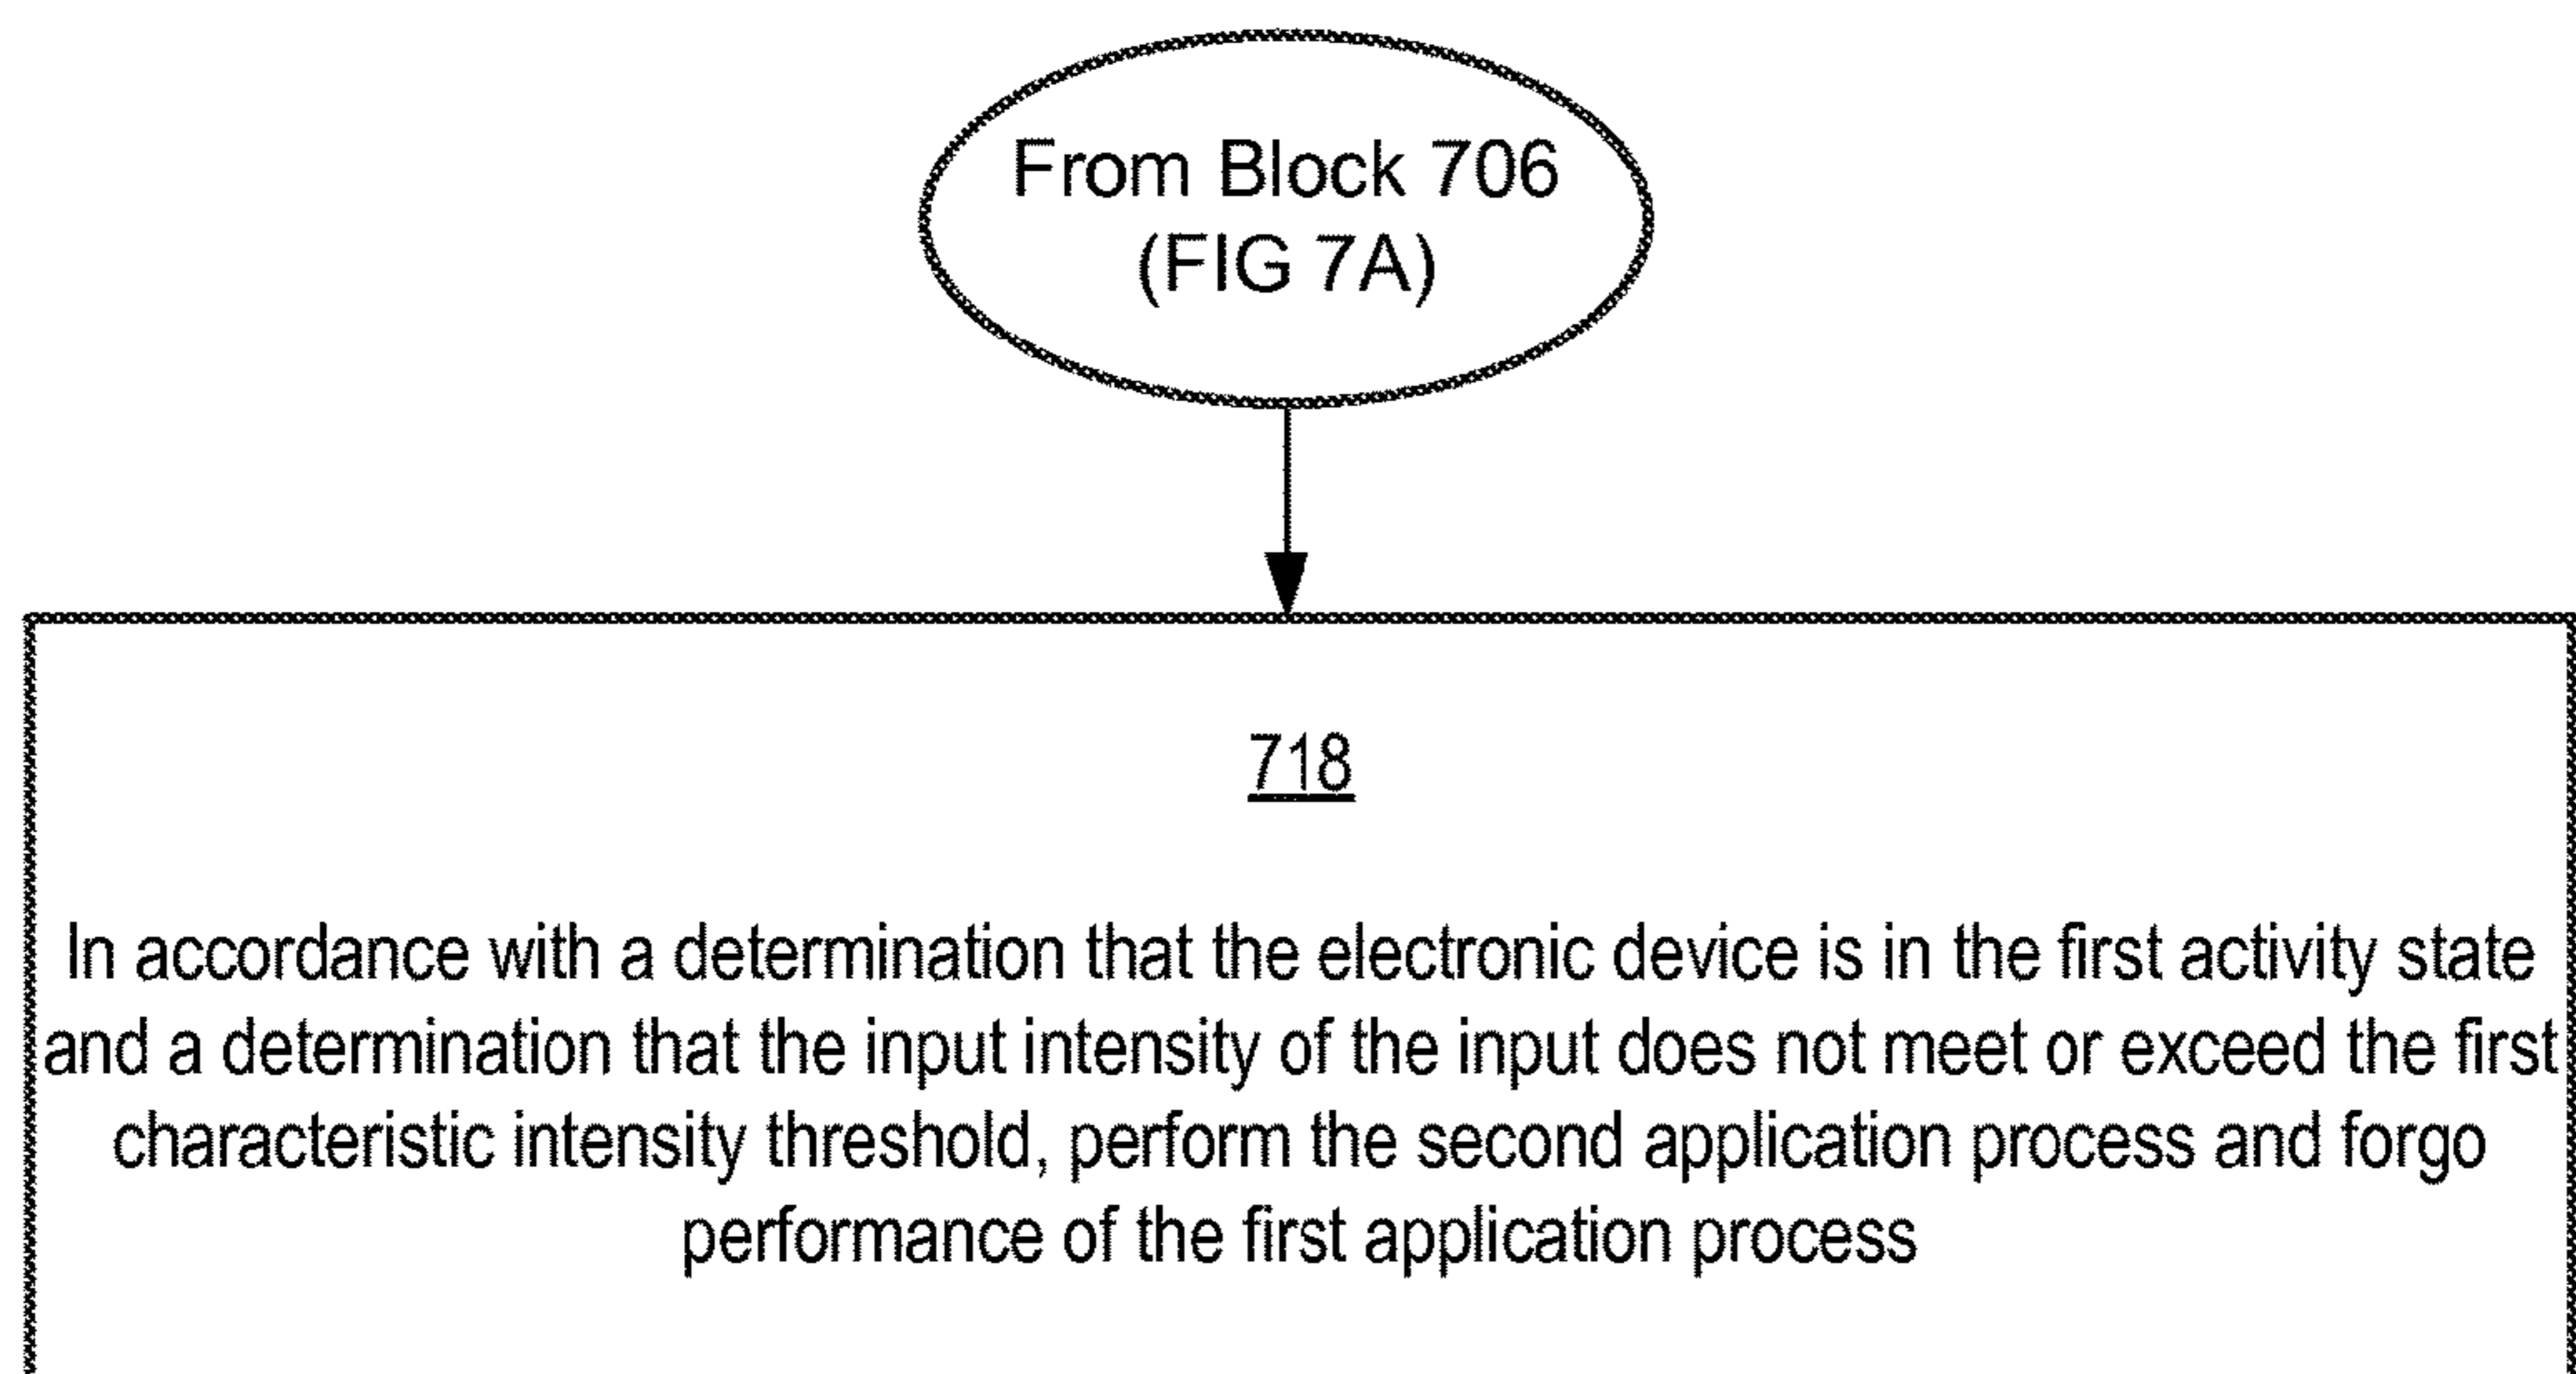 From Block 706
(FIG 7A)
718
In accordance with a determination that the electronic device is in the first activity state
and a determination that the input intensity of the input does not meet or exceed the first
characteristic intensity threshold, perform the second application process and forgo
performance of the first application process